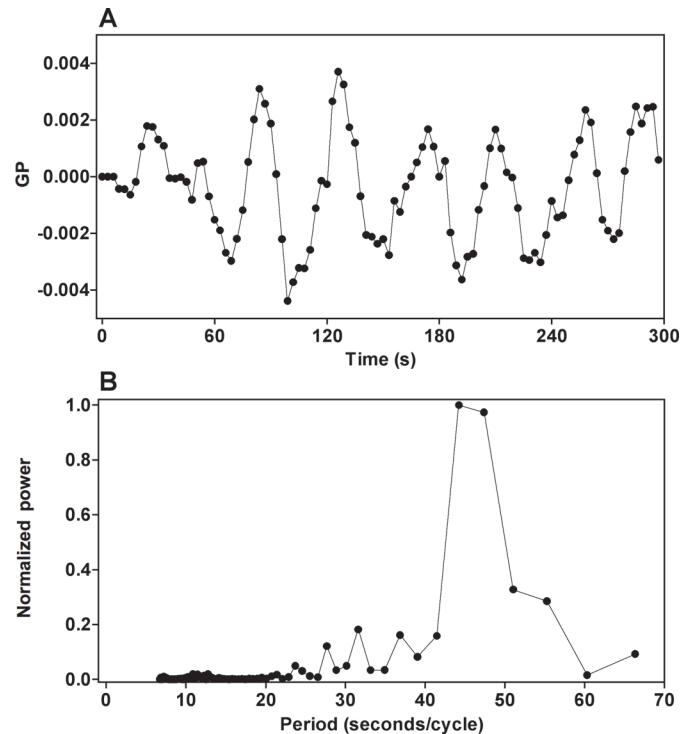 A
0.004
0.002
0.000
-0.002
-0.004
GP
0 60 120 180 240 300
Time (s)
B
1.0
0.8
0.6
0.4
0.2
0.0
Normalized power
0 10 20 30 40 50 60 70
Period (seconds/cycle)